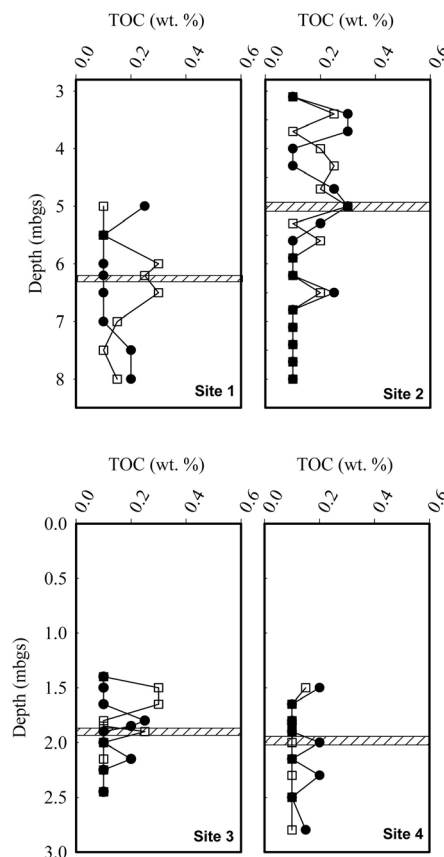 TOC (wt. %) TOC (wt. %)
0.0 0.2 0.4 0.6 0.0 0.2 0.4 0.6
Depth (mbgs)
3
4
5
6
7
8
Site 1 Site 2
TOC (wt. %) TOC (wt. %)
0.0 0.2 0.4 0.6 0.0 0.2 0.4 0.6
Depth (mbgs)
0.0
0.5
1.0
1.5
2.0
2.5
3.0
Site 3 Site 4